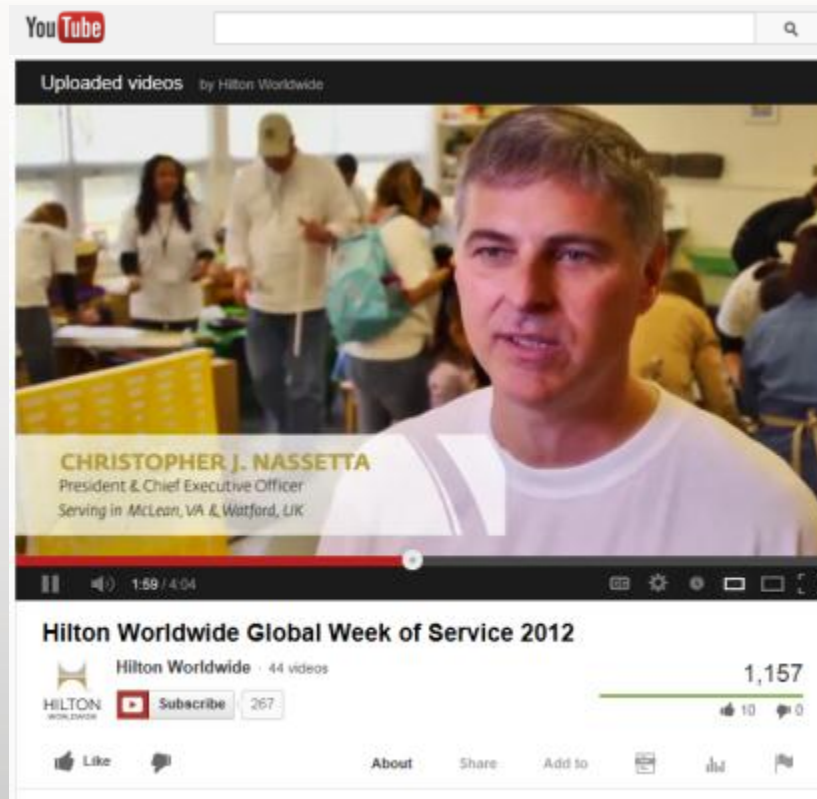 YouTube
Uploaded videos by Hilton Worldwide
CHRISTOPHER J. NASSETTA
President & Chief Executive Officer
Serving in McLean, VA & Watford, UK
1:59 / 4:04
CC
Hilton Worldwide Global Week of Service 2012
Hilton Worldwide · 44 videos
1,157
HILTON
WORLDWIDE
Subscribe 267
10 0
Like
About Share Add to